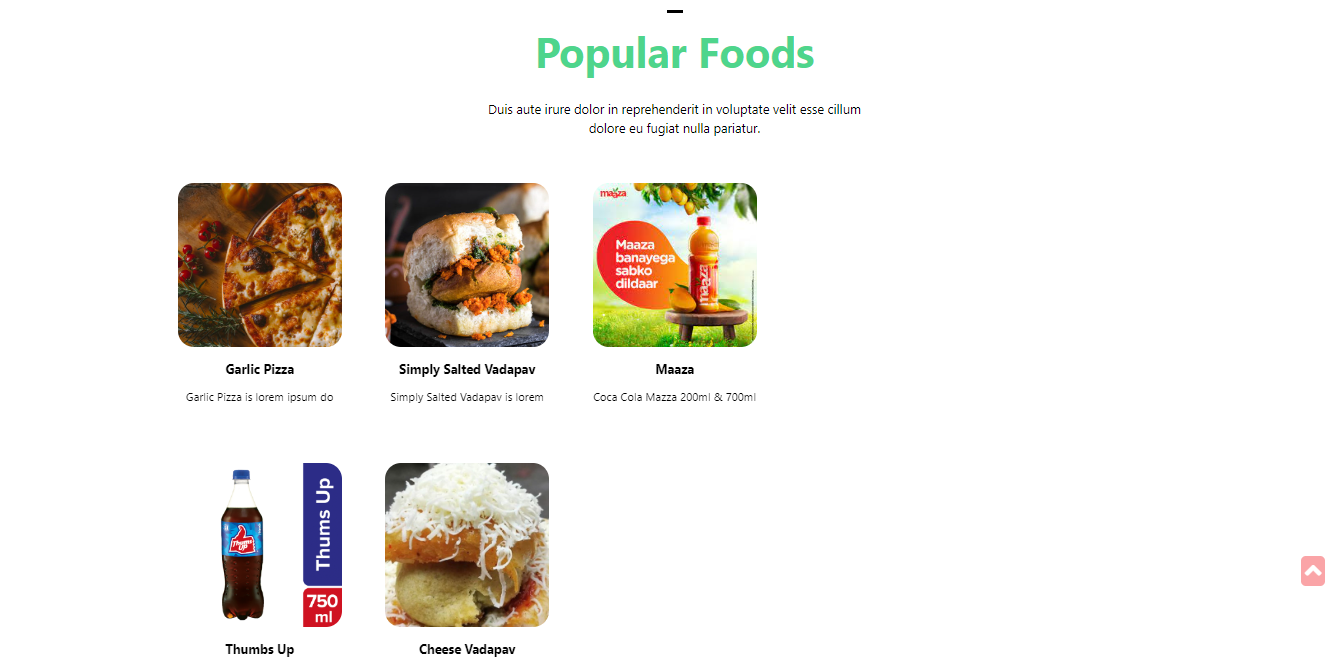 Popular Foods
Duis aute irure dolor in reprehenderit in voluptate velit esse cillum
dolore eu fugiat nulla pariatur.
maaza
Maaza
banayega
sabko
dildaar
maaza
Garlic Pizza
Simply Salted Vadapav
Maaza
Garlic Pizza is lorem ipsum do
Simply Salted Vadapav is lorem
Coca Cola Mazza 200ml & 700ml
Thums Up
Thums
UP
750
ml
Thumbs Up
Cheese Vadapav